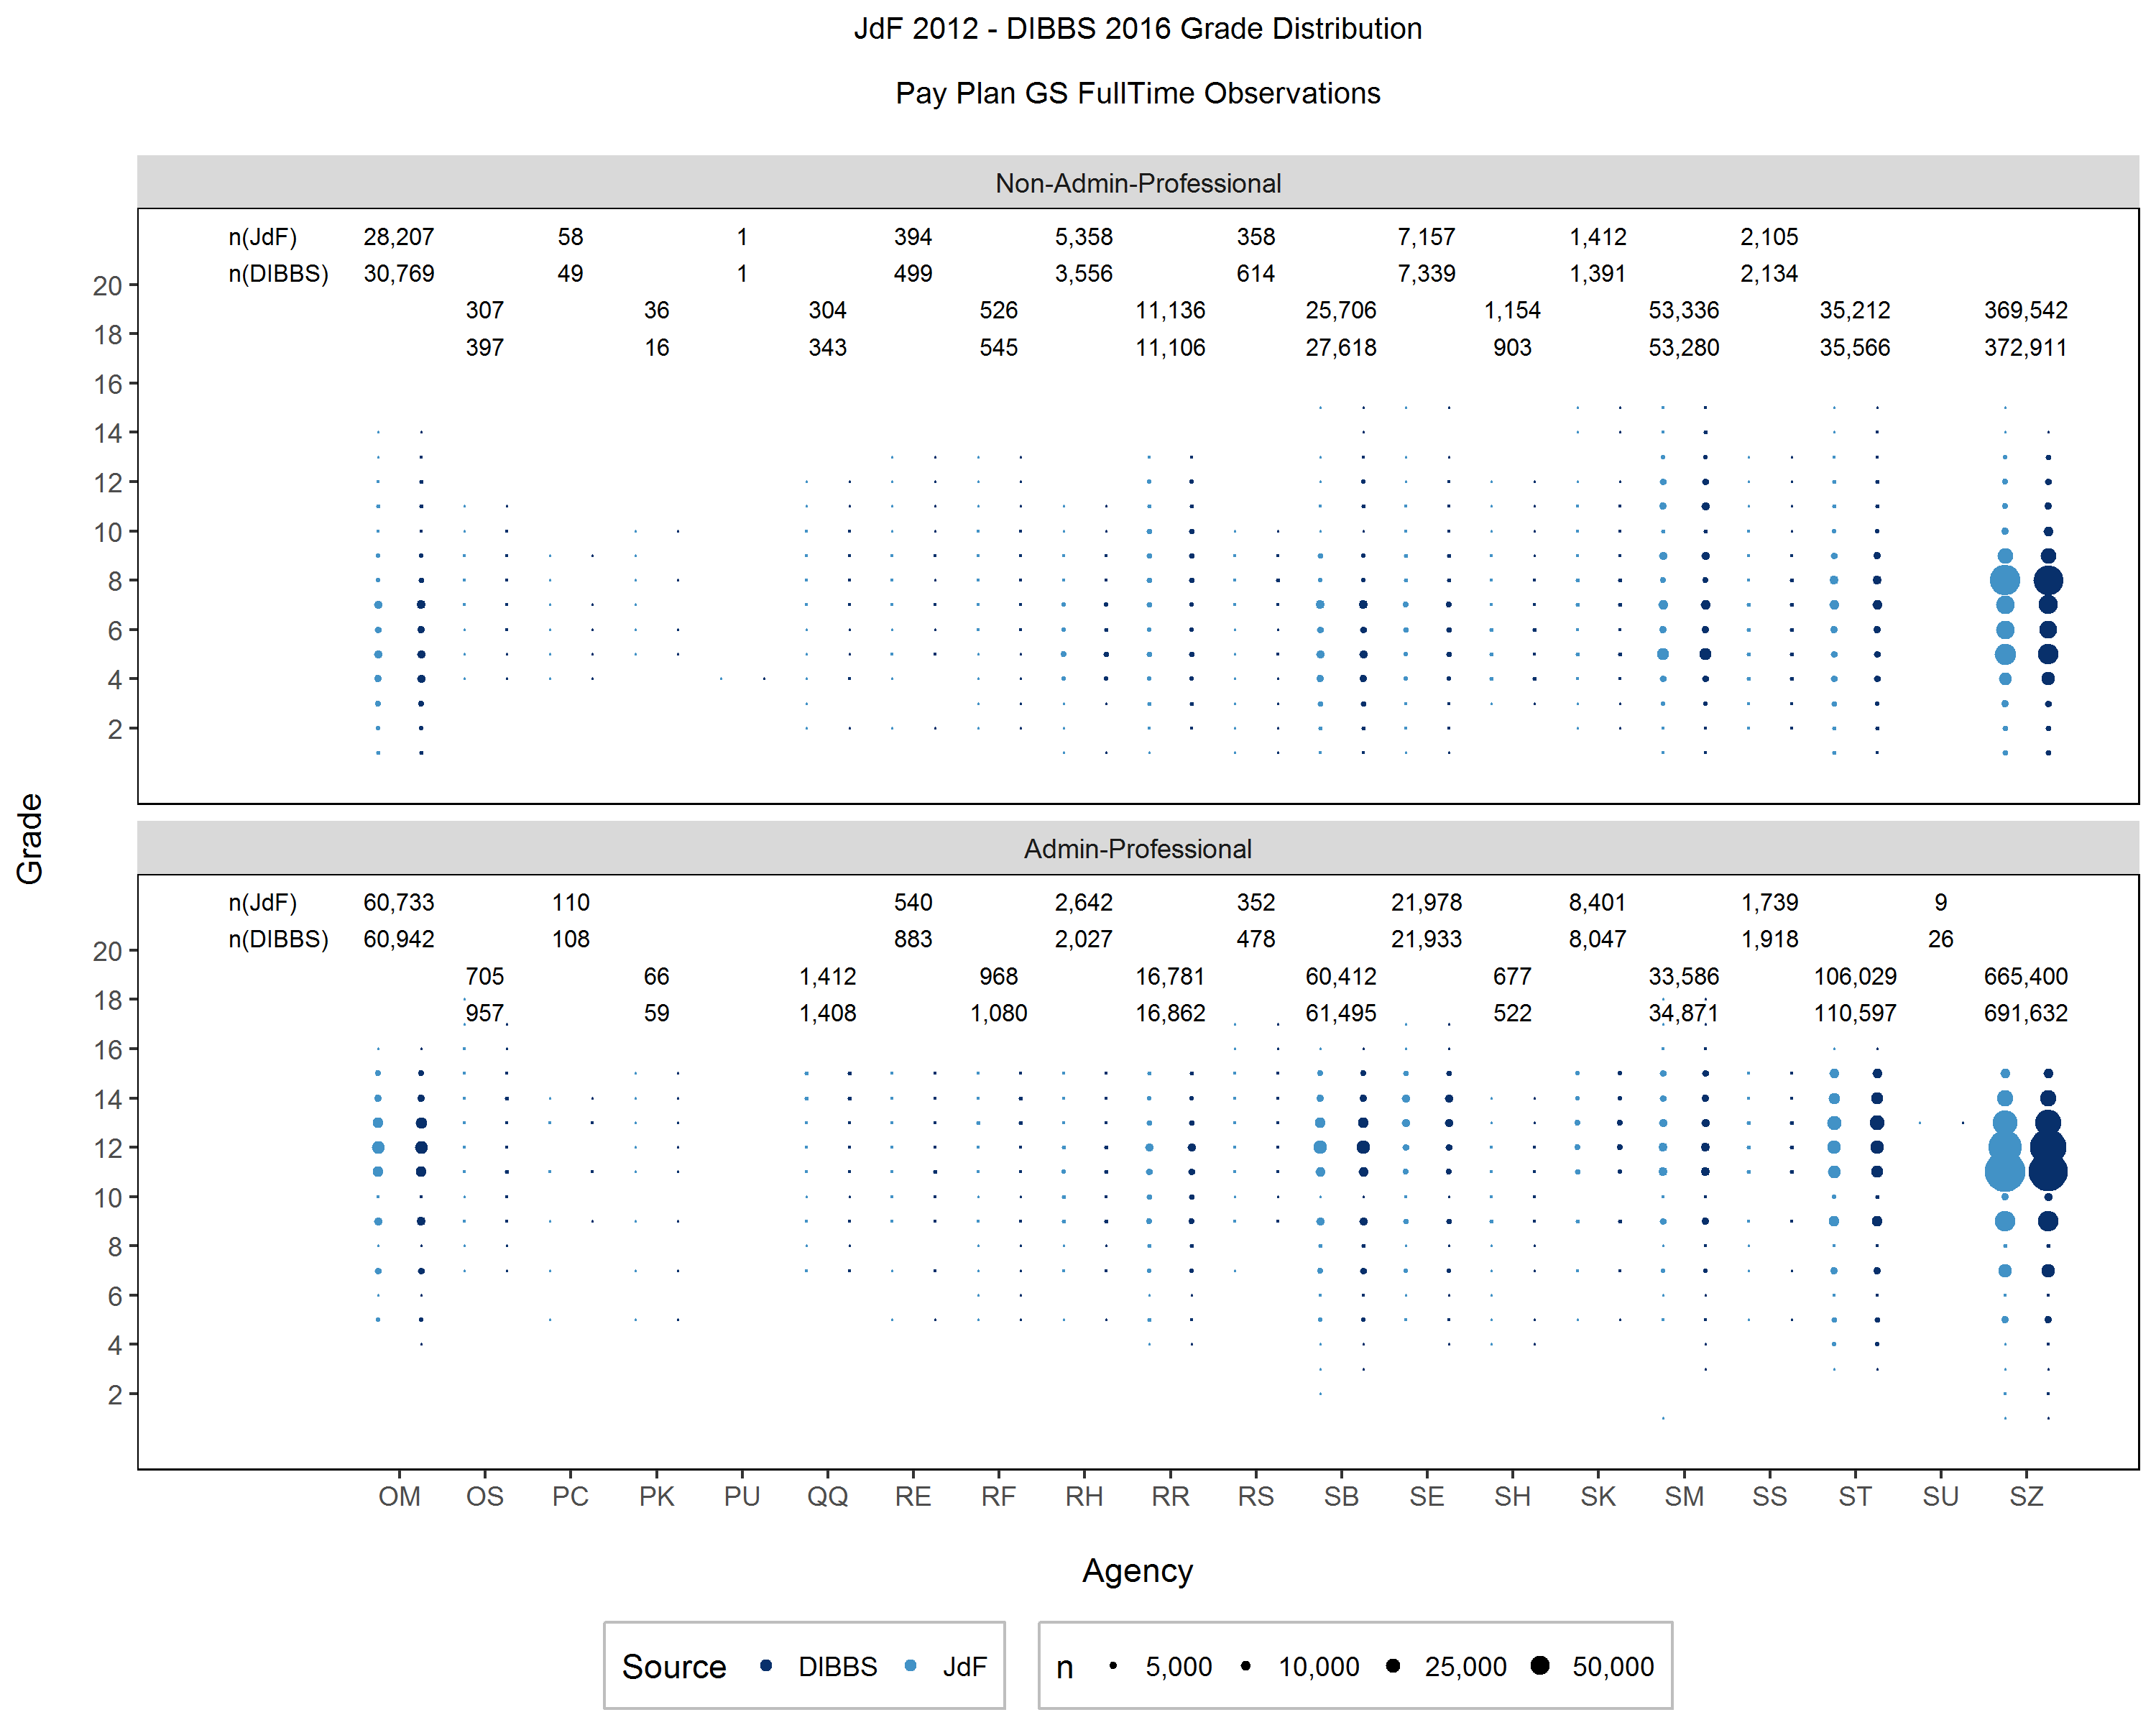 JdF 2012 - DIBBS 2016 Grade Distribution
Pay Plan GS FullTime Observations
Non-Admin-Professional
n(JdF) 28,207 58 1 394 5,358 358 7,157 1,412 2,105
n(DIBBS) 30,769 49 1 499 3,556 614 7,339 1,391 2,134
20
307 36 304 526 11,136 25,706 1,154 53,336 35,212 369,542
18
397 16 343 545 11,106 27,618 903 53,280 35,566 372,911
16
14
12
10
8
6
4
2
Grade
Admin-Professional
n(JdF) 60,733 110 540 2,642 352 21,978 8,401 1,739 9
n(DIBBS) 60,942 108 883 2,027 478 21,933 8,047 1,918 26
20
705 66 1,412 968 16,781 60,412 677 33,586 106,029 665,400
18
957 59 1,408 1,080 16,862 61,495 522 34,871 110,597 691,632
16
14
12
10
8
6
4
2
OM OS PC PK PU QQ RE RF RH RR RS SB SE SH SK SM SS ST SU SZ
Agency
Source DIBBS JdF
n 5,000 10,000 25,000 50,000